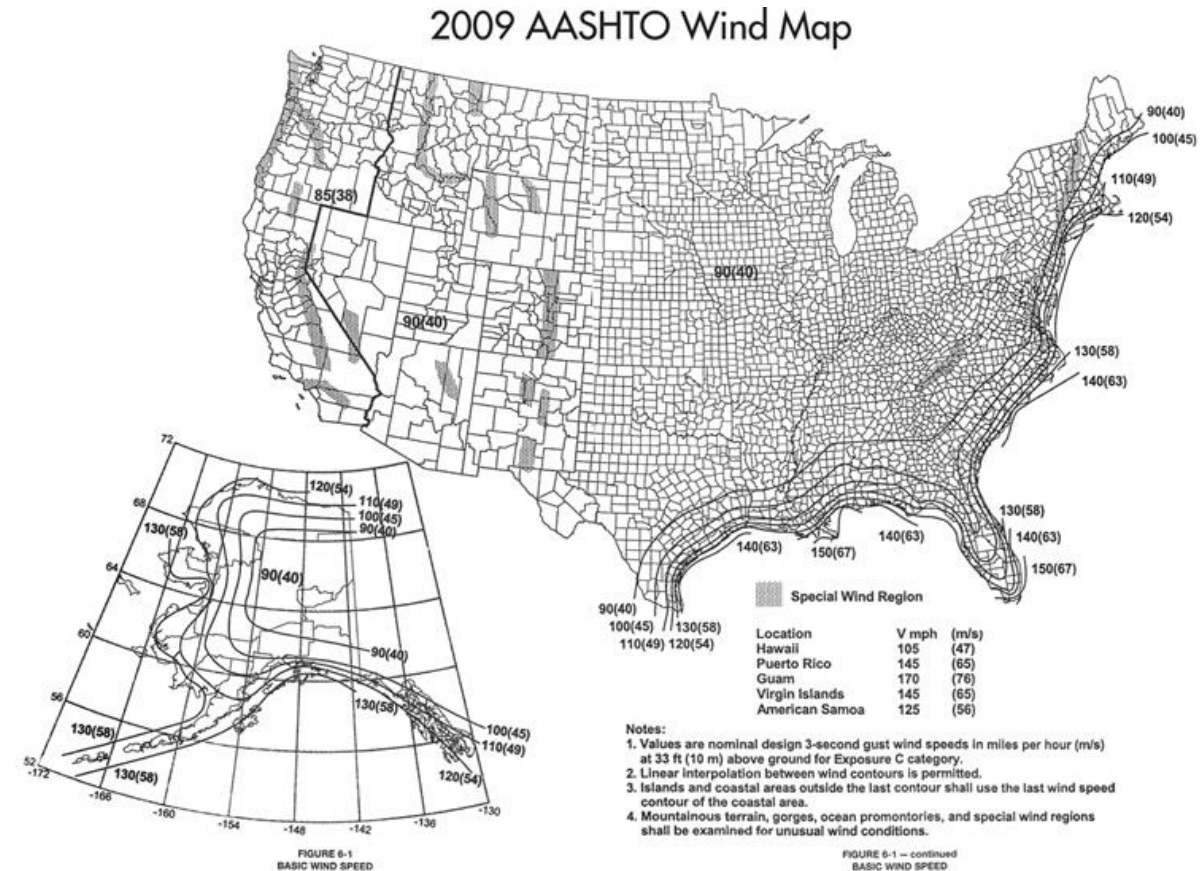 2009 AASHTO Wind Map
90(40)
100(45)
110(49)
120(54)
85(38)
90(40)
90(40)
130(58)
140(63)
72
68
64
60
56
52
120(54)
110(49)
100(45)
90(40)
130(58)
90(40)
90(40)
130(58)
130(58)
130(58)
100(45)
110(49)
120(54)
-172
-166
-160
-154
-148
-142
-136
-130
140(63)
150(67)
140(63)
130(58)
140(63)
150(67)
90(40)
100(45) 130(58)
110(49) 120(54)
Special Wind Region
Location V mph (m/s)
Hawaii 105 (47)
Puerto Rico 145 (65)
Guam 170 (76)
Virgin Islands 145 (65)
American Samoa 125 (56)
Notes:
1. Values are nominal design 3-second gust wind speeds in miles per hour (m/s)
at 33 ft (10 m) above ground for Exposure C category.
2. Linear interpolation between wind contours is permitted.
3. Islands and coastal areas outside the last contour shall use the last wind speed
contour of the coastal area.
4. Mountainous terrain, gorges, ocean promontories, and special wind regions
shall be examined for unusual wind conditions.
FIGURE 6-1
BASIC WIND SPEED
FIGURE 6-1 – continued
BASIC WIND SPEED